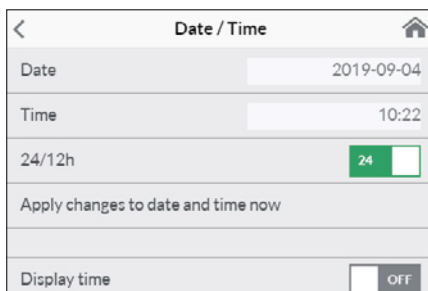 Date / Time
Date 2019-09-04
Time 10:22
24/12h 24
Apply changes to date and time now
Display time OFF